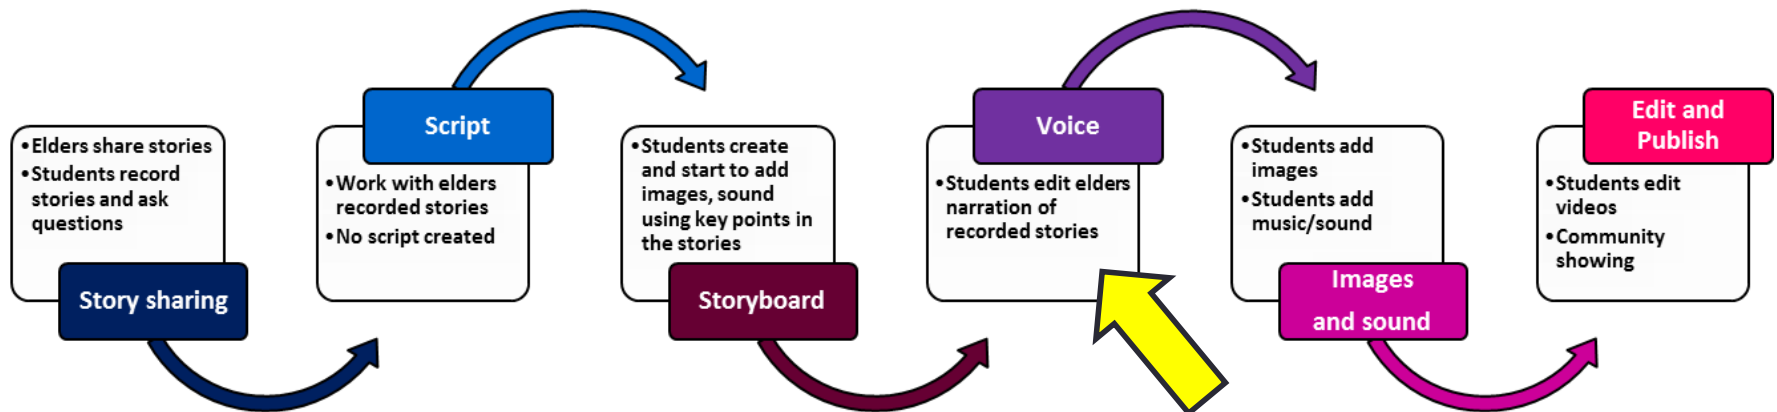 •Elders share stories
•Students record
stories and ask
questions
Story sharing
Script
•Work with elders
recorded stories
•No script created
•Students create
and start to add
images, sound
using key points in
the stories
Storyboard
Voice
•Students edit elders
narration of
recorded stories
•Students add
images
•Students add
music/sound
Images
and sound
Edit and
Publish
•Students edit
videos
•Community
showing